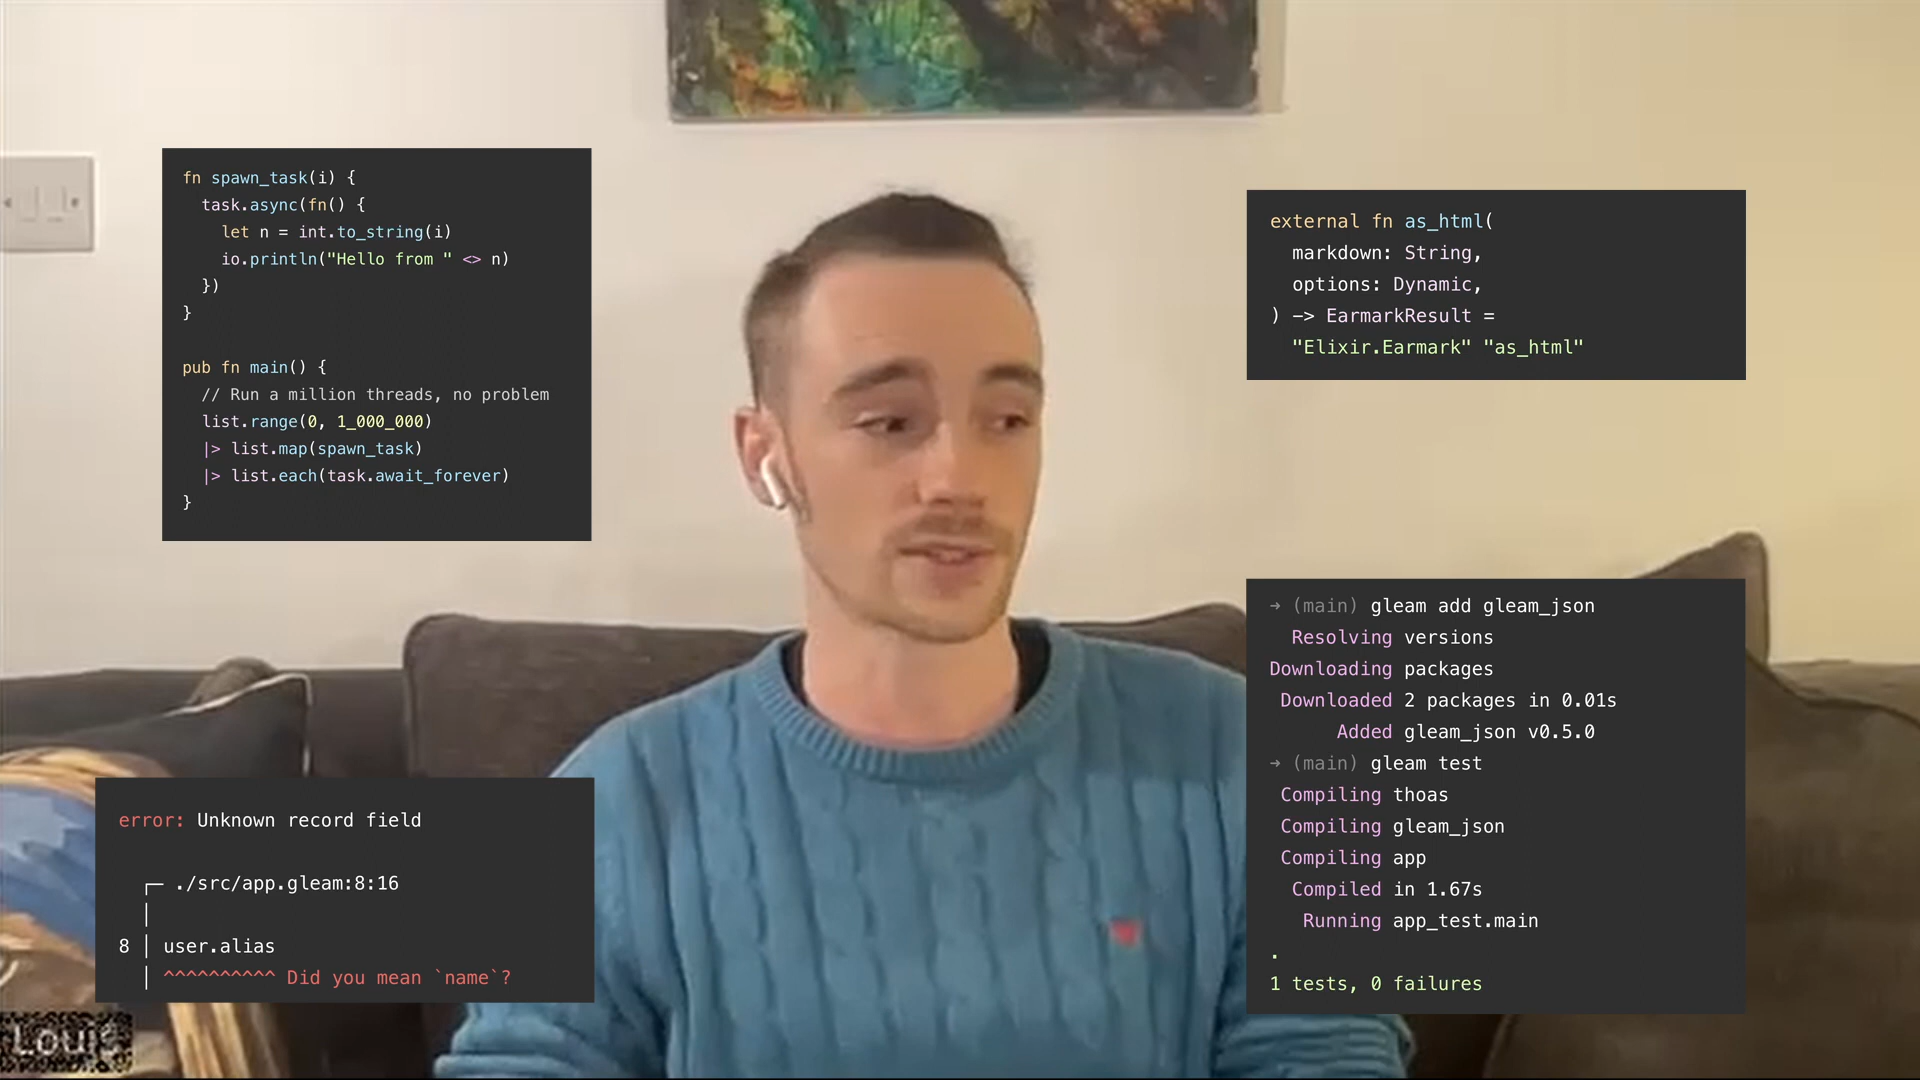 fn spawn_task(i) {
  task.async(fn() {
    let n = int.to_string(i)
    io.println("Hello from " <> n)
  })
}

pub fn main() {
  // Run a million threads, no problem
  list.range(0, 1_000_000)
  |> list.map(spawn_task)
  |> list.each(task.await_forever)
}
external fn as_html(
  markdown: String,
  options: Dynamic,
) -> EarmarkResult =
  "Elixir.Earmark" "as_html"
error: Unknown record field

  ┌─ ./src/app.gleam:8:16
  │
8 │ user.alias
  │ ^^^^^^^^^^ Did you mean `name`?
→ (main) gleam add gleam_json
  Resolving versions
Downloading packages
 Downloaded 2 packages in 0.01s
      Added gleam_json v0.5.0
→ (main) gleam test
 Compiling thoas
 Compiling gleam_json
 Compiling app
  Compiled in 1.67s
   Running app_test.main
.
1 tests, 0 failures
Louis